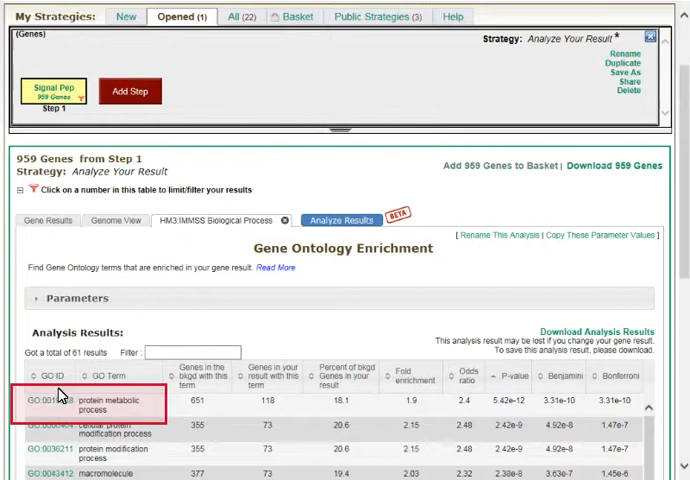 My Strategies: New Opened (1) All (22) Basket Public Strategies (3) Help
(Genes)
Strategy: Analyze Your Result *
Rename
Duplicate
Save As
Share
Delete
Signal Pep
959 Genes
Step 1
Add Step
959 Genes from Step 1
Strategy: Analyze Your Result
Add 959 Genes to Basket | Download 959 Genes
Click on a number in this table to limit/filter your results
Gene Results Genome View HM3:IMMSS Biological Process Analyze Results BETA
[ Rename This Analysis | Copy These Parameter Values ]
Gene Ontology Enrichment
Find Gene Ontology terms that are enriched in your gene result. Read More
Parameters
Analysis Results:
Download Analysis Results
This analysis result may be lost if you change your gene result.
To save this analysis result, please download.
Got a total of 61 results Filter :
GO ID GO Term Genes in the bkgd with this term Genes in your result with this term Percent of bkgd Genes in your result Fold enrichment Odds ratio P-value Benjamini Bonferroni
protein metabolic process 651 118 18.1 1.9 2.4 5.42e-12 3.31e-10 3.31e-10
cellular protein modification process 355 73 20.6 2.15 2.48 2.42e-9 4.92e-8 1.47e-7
GO:0036211 protein modification process 355 73 20.6 2.15 2.48 2.42e-9 4.92e-8 1.47e-7
GO:0043412 macromolecule 377 73 19.4 2.03 2.32 2.38e-8 3.63e-7 1.45e-6